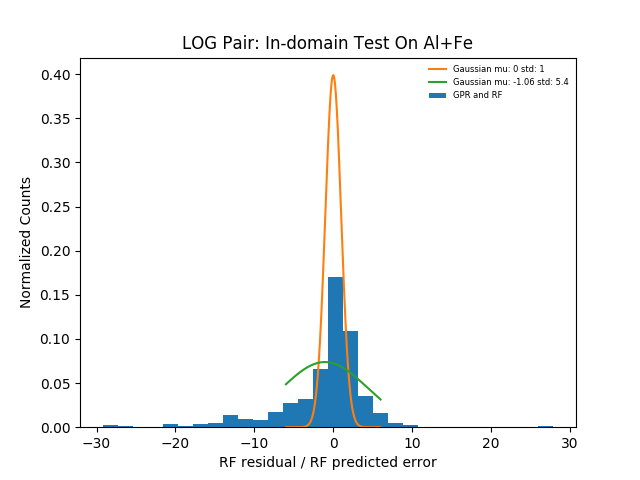 LOG Pair: In-domain Test On Al+Fe
Gaussian mu: 0 std: 1
Gaussian mu: -1.06 std: 5.4
GPR and RF
Normalized Counts
0.40
0.35
0.30
0.25
0.20
0.15
0.10
0.05
0.00
−30 −20 −10 0 10 20 30
RF residual / RF predicted error